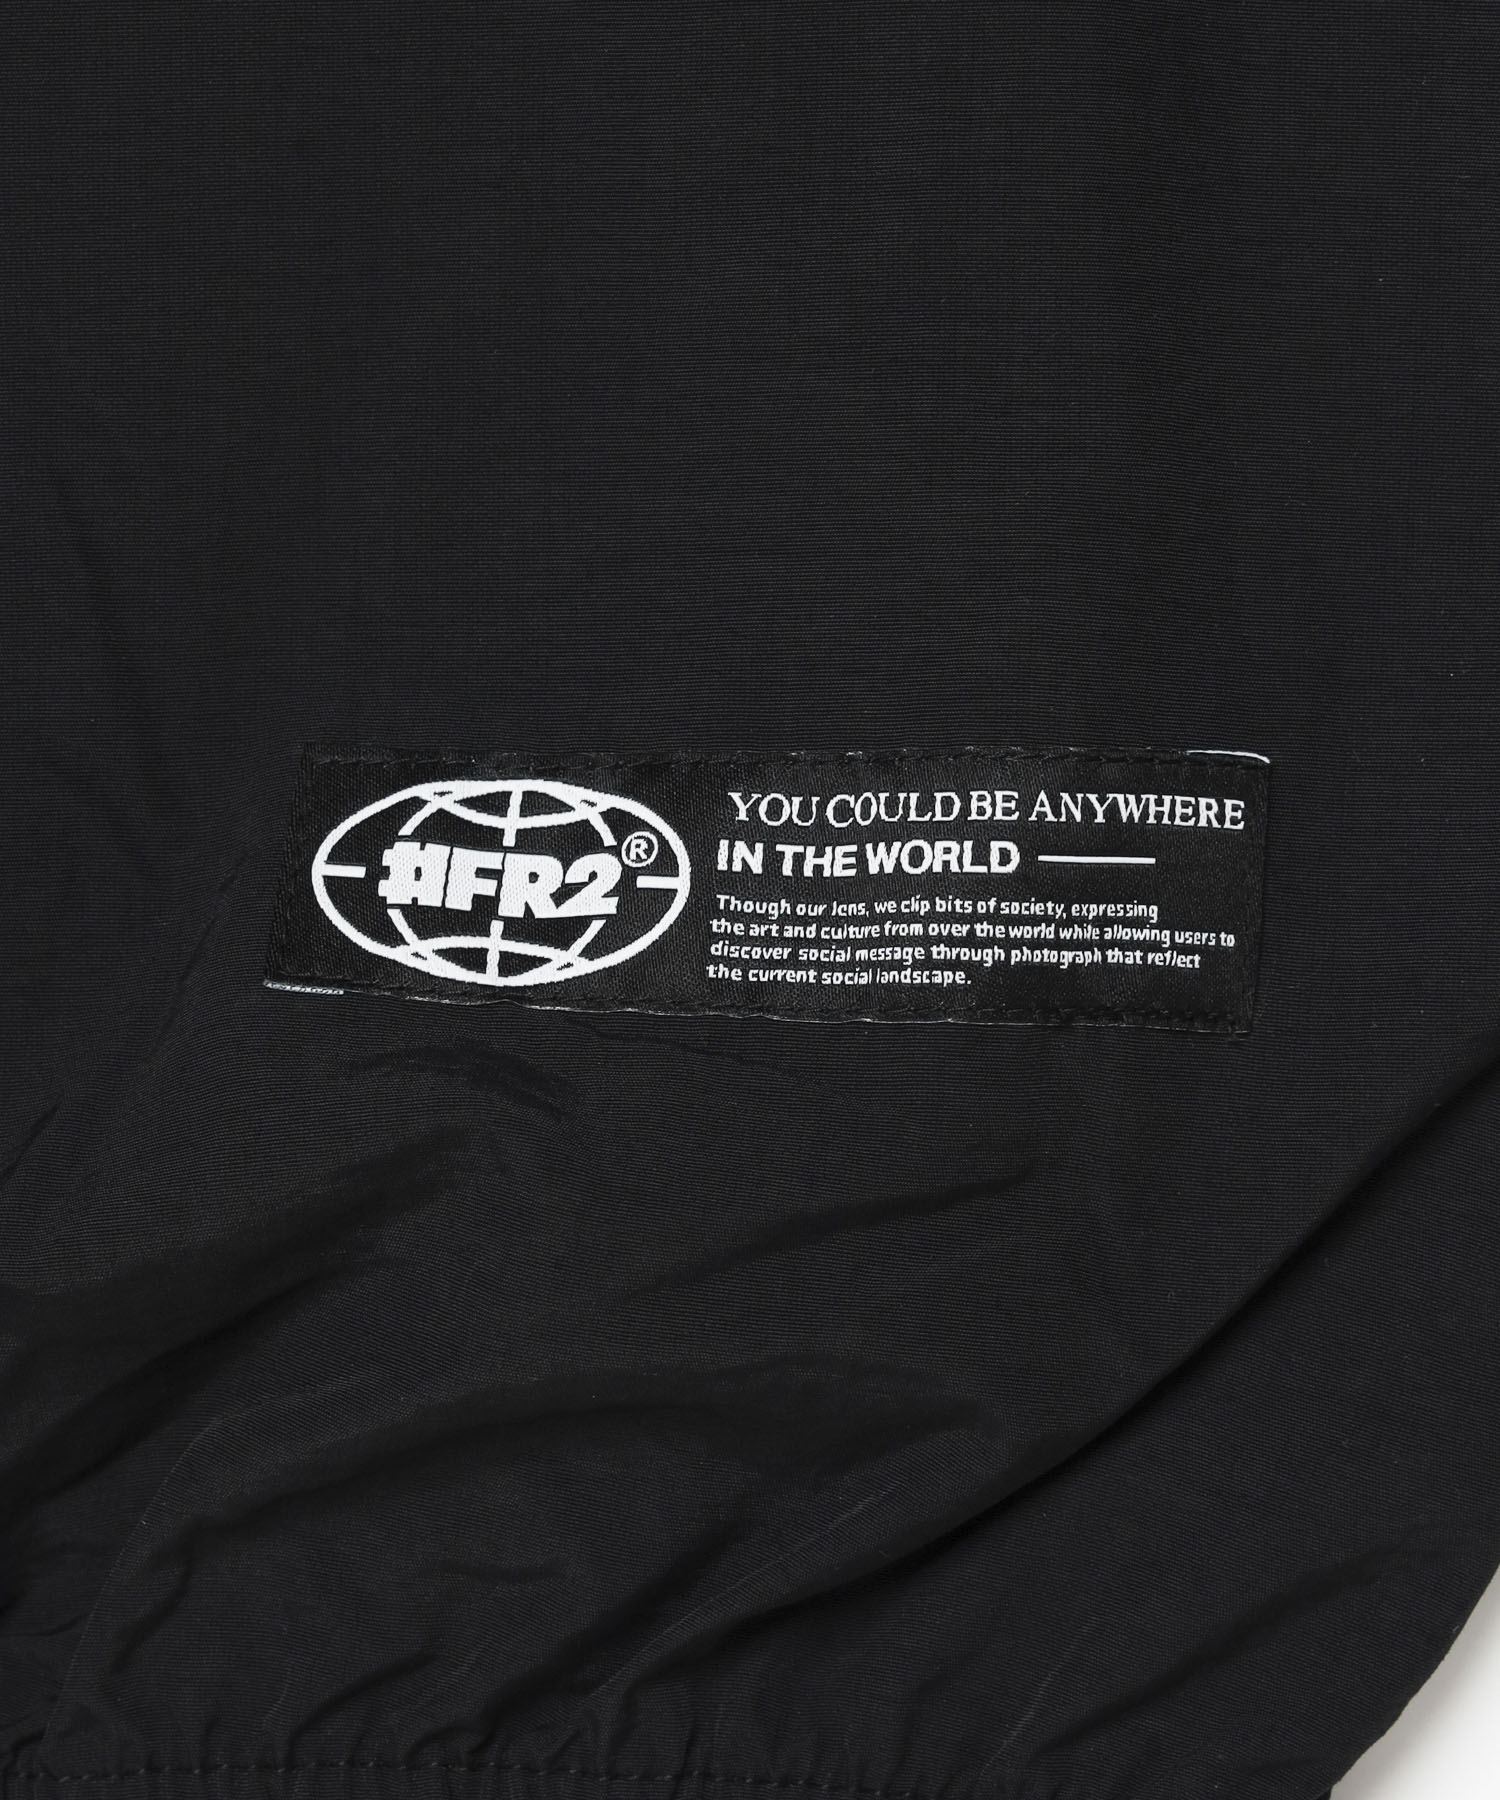 #FR2®
YOU COULD BE ANYWHERE
IN THE WORLD
Though our lens, we clip bits of society, expressing
the art and culture from over the world while allowing users to
discover social message through photograph that reflect
the current social landscape.